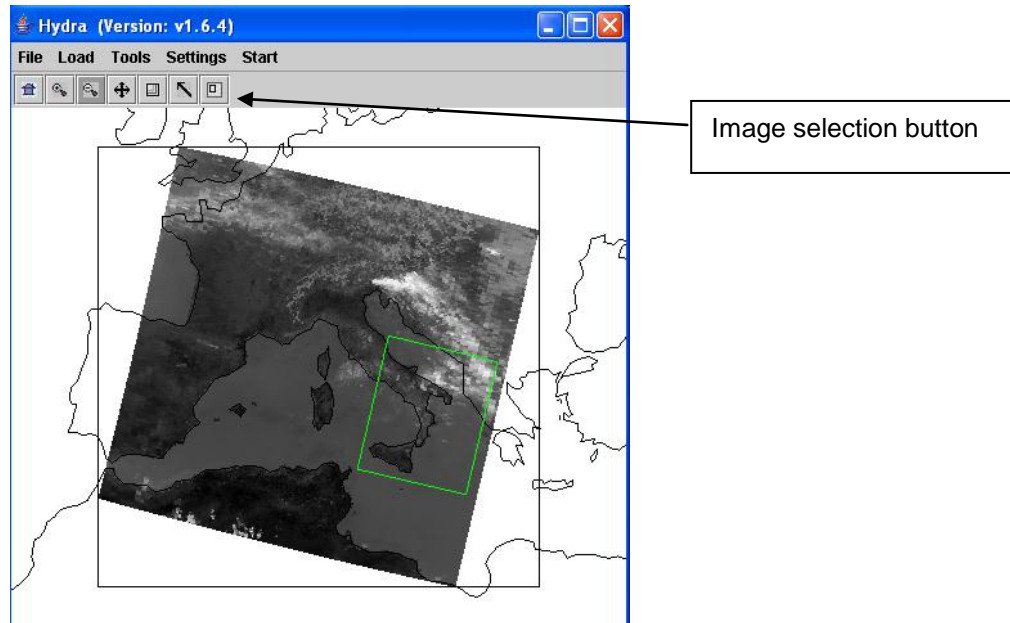 Hydra (Version: v1.6.4)
File Load Tools Settings Start
Image selection button